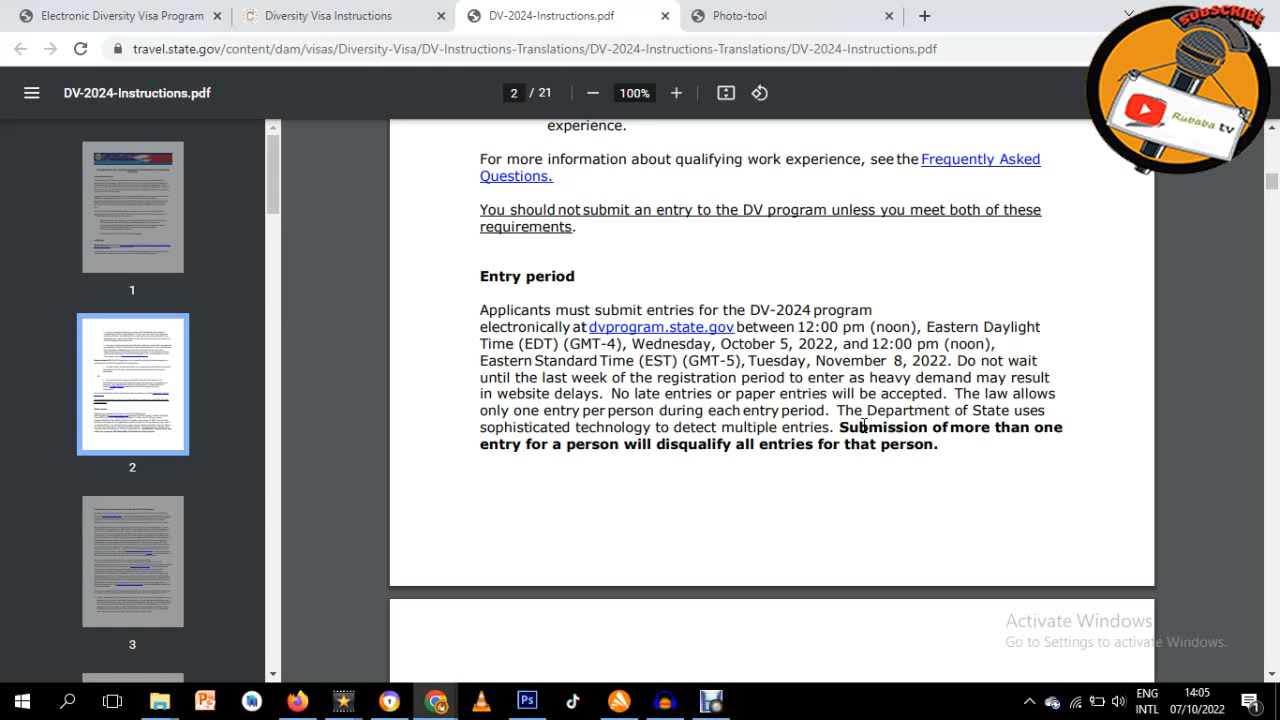 Electronic Diversity Visa Program
Diversity Visa Instructions
DV-2024-Instructions.pdf
Photo-tool
travel.state.gov/content/dam/visas/Diversity-Visa/DV-Instructions-Translations/DV-2024-Instructions-Translations/DV-2024-Instructions.pdf
SUBSCRIBE
Rubaba tv
DV-2024-Instructions.pdf
2 / 21
100%
experience.
For more information about qualifying work experience, see the Frequently Asked
Questions.
You should not submit an entry to the DV program unless you meet both of these
requirements.
Entry period
Applicants must submit entries for the DV-2024 program
electronically at dvprogram.state.gov between 12:00 pm (noon), Eastern Daylight
Time (EDT) (GMT-4), Wednesday, October 5, 2022, and 12:00 pm (noon),
Eastern Standard Time (EST) (GMT-5), Tuesday, November 8, 2022. Do not wait
until the last week of the registration period to enter as heavy demand may result
in website delays. No late entries or paper entries will be accepted. The law allows
only one entry per person during each entry period. The Department of State uses
sophisticated technology to detect multiple entries. Submission of more than one
entry for a person will disqualify all entries for that person.
1
2
3
Activate Windows
Go to Settings to activate Windows.
ENG
INTL
14:05
07/10/2022
1